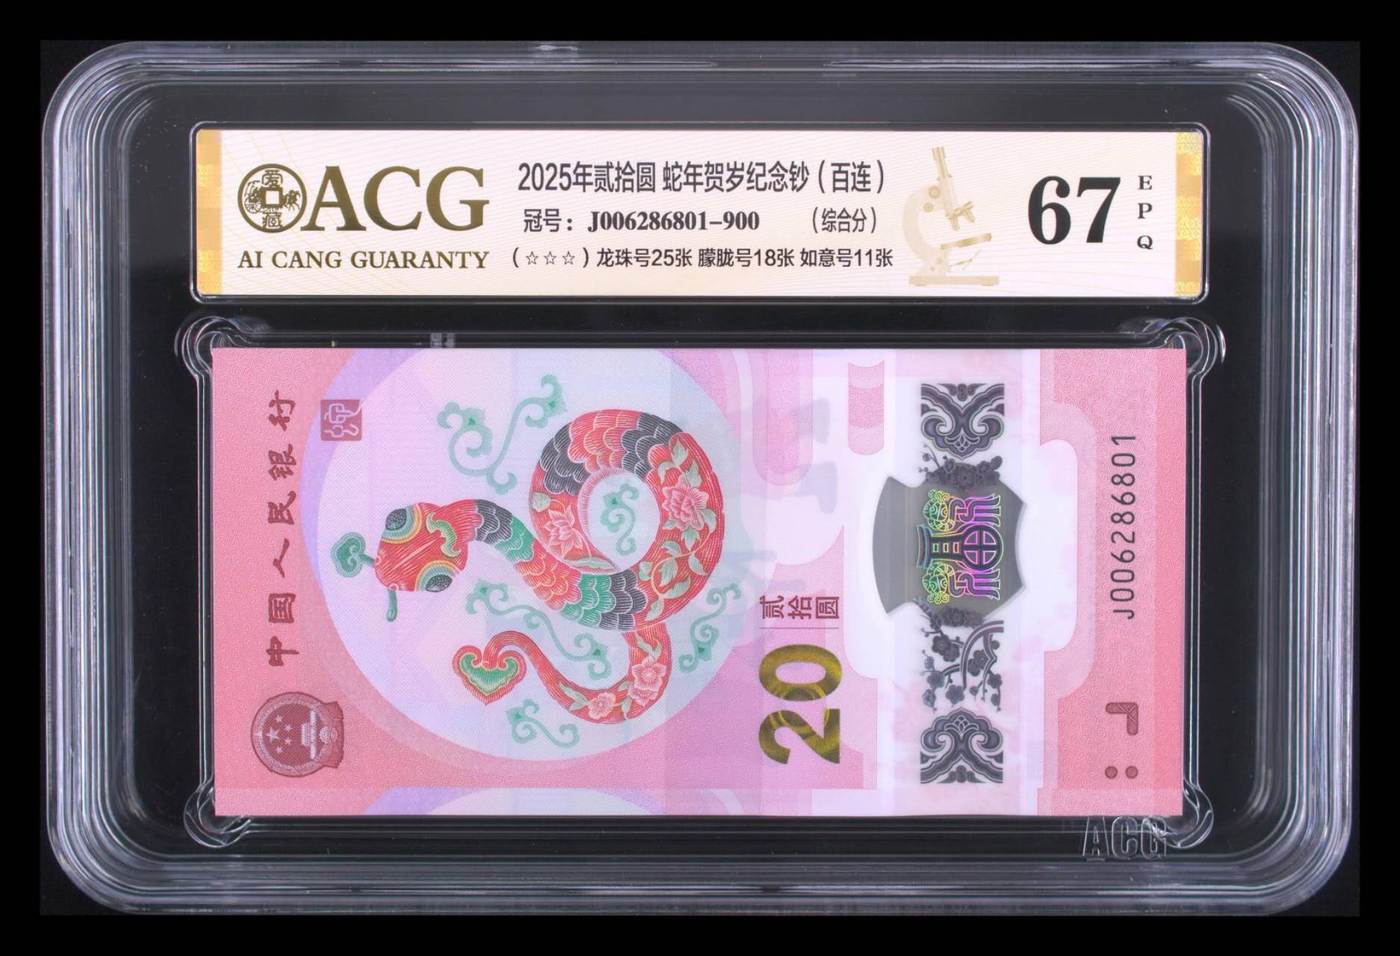 爱藏
ACG
AI CANG GUARANTY
2025年贰拾圆 蛇年贺岁纪念钞（百连）
冠号：J006286801-900 （综合分）
（☆☆☆）龙珠号25张 朦胧号18张 如意号11张
67
EPQ
中国人民银行
贰拾圆
20
J006286801
ACG